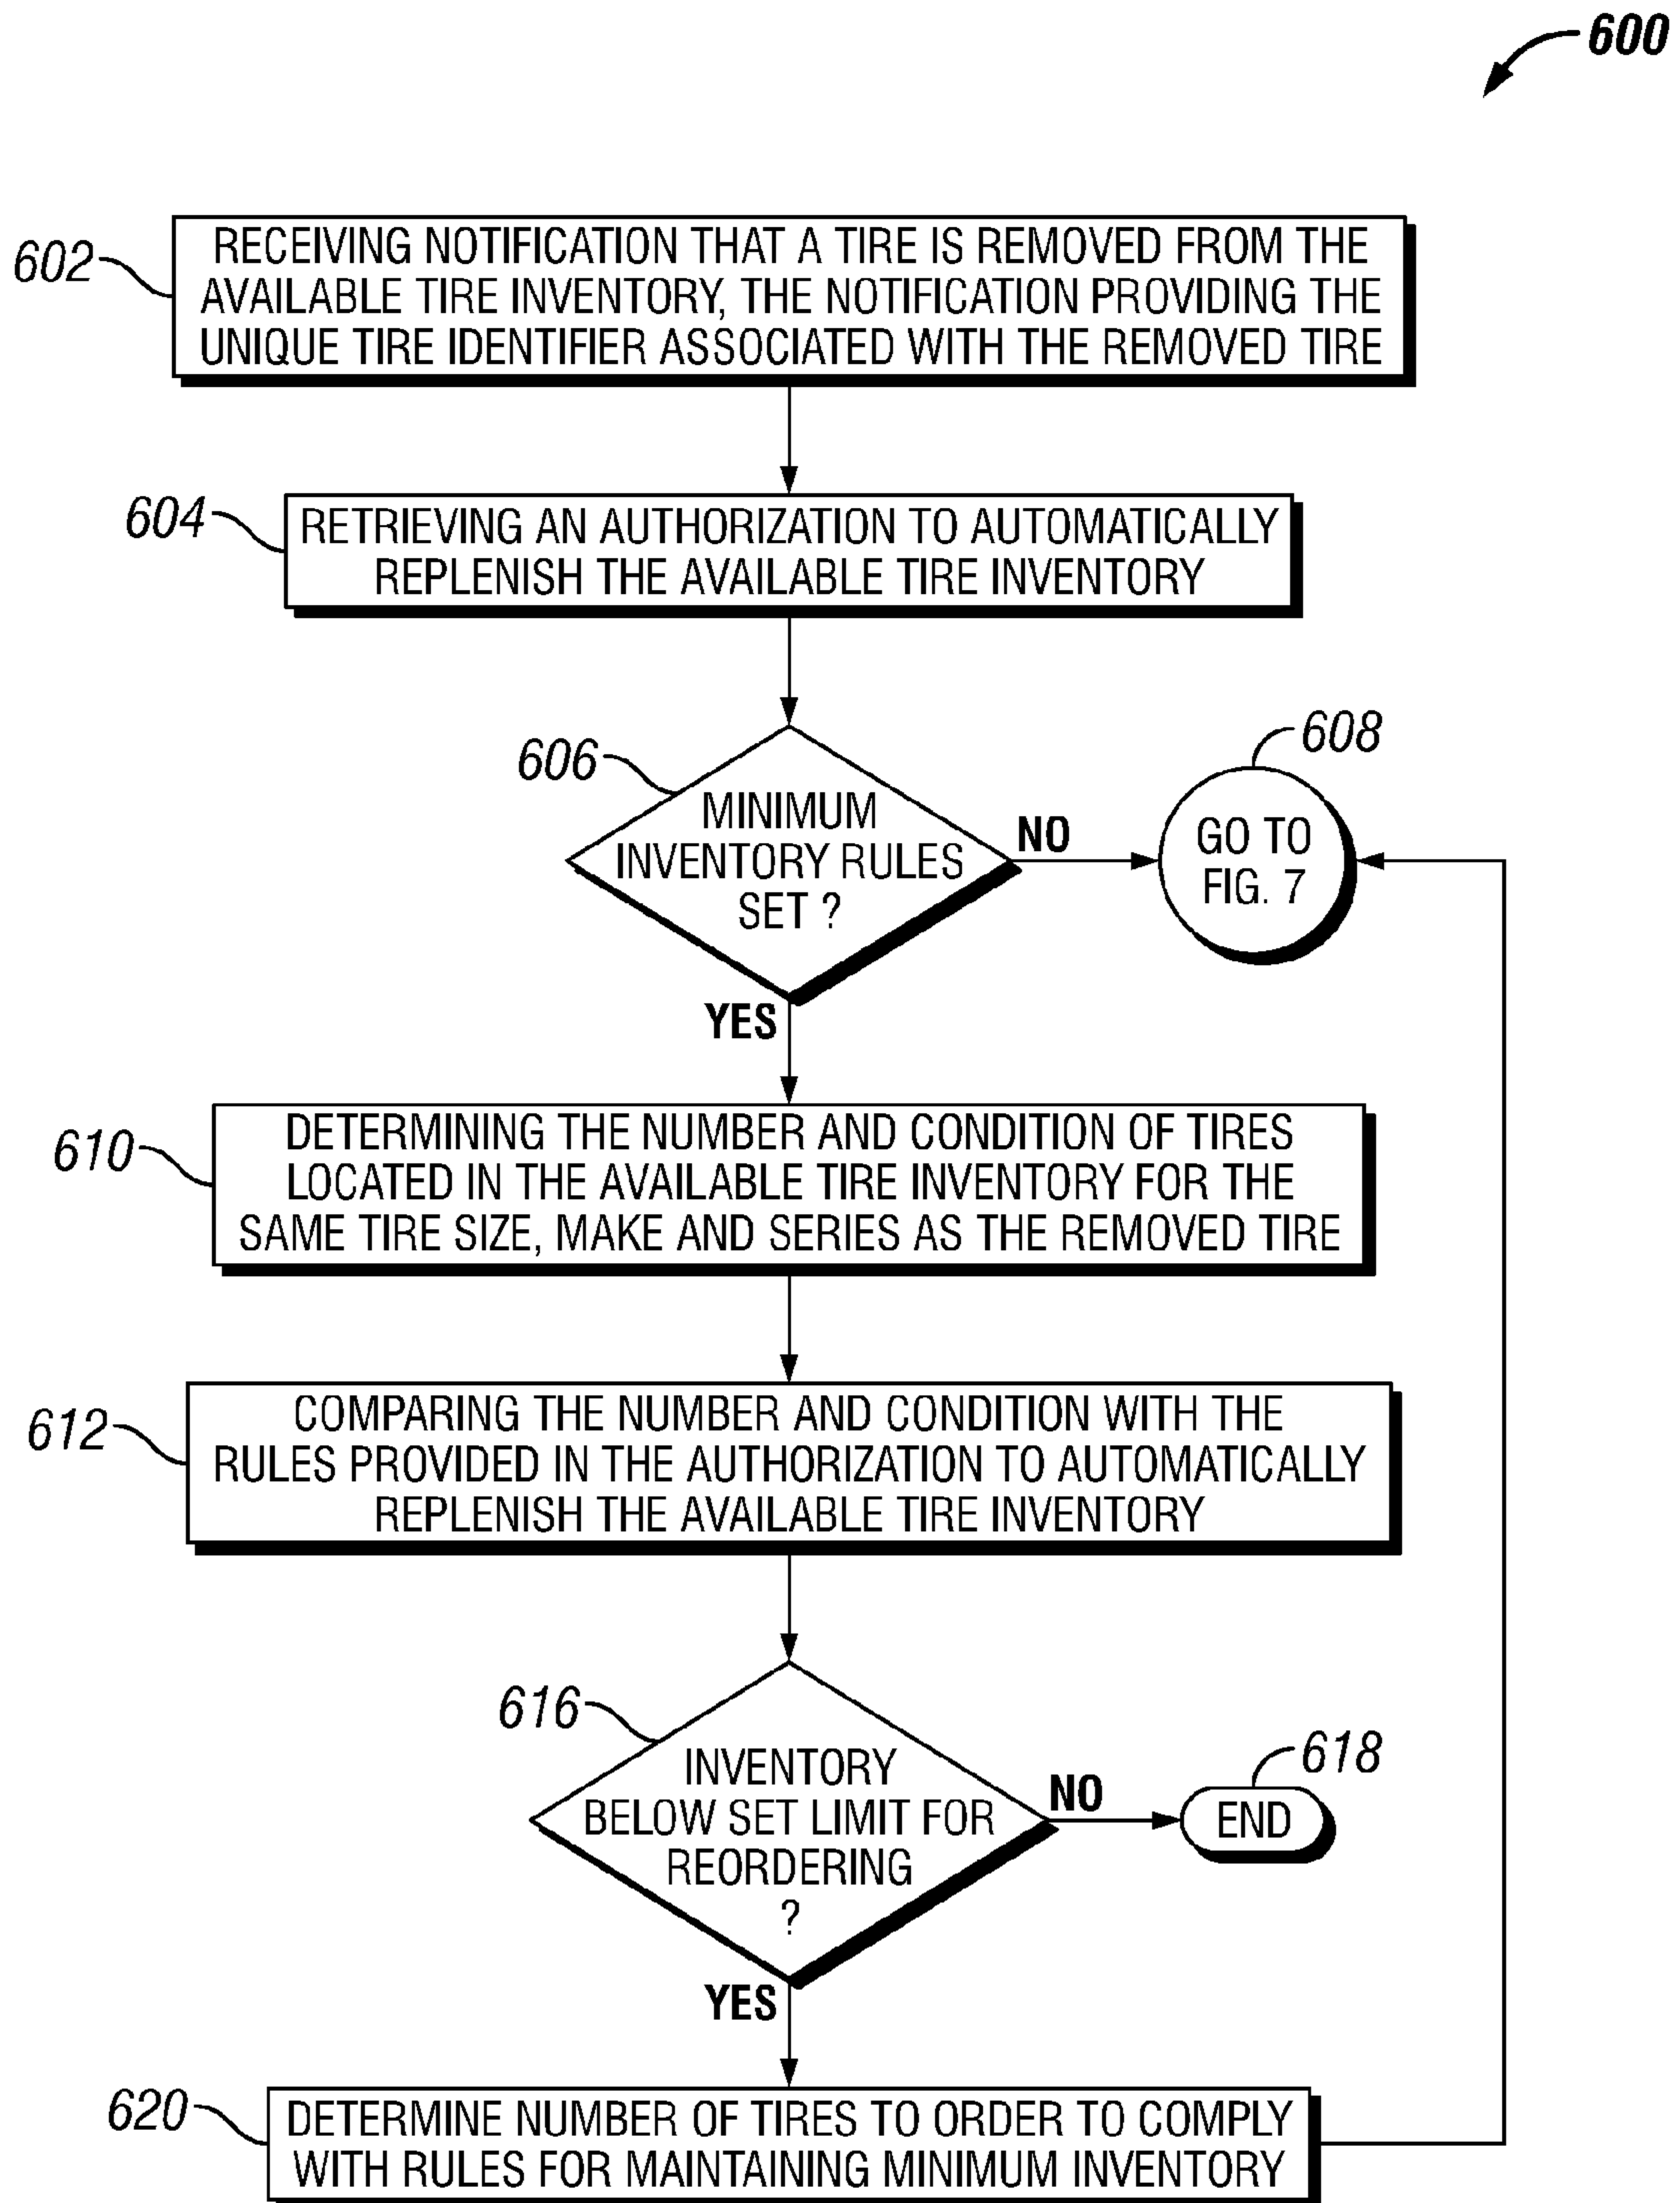 600
602
RECEIVING NOTIFICATION THAT A TIRE IS REMOVED FROM THE
AVAILABLE TIRE INVENTORY, THE NOTIFICATION PROVIDING THE
UNIQUE TIRE IDENTIFIER ASSOCIATED WITH THE REMOVED TIRE
604
RETRIEVING AN AUTHORIZATION TO AUTOMATICALLY
REPLENISH THE AVAILABLE TIRE INVENTORY
606
MINIMUM
INVENTORY RULES
SET ?
NO
608
GO TO
FIG. 7
YES
610
DETERMINING THE NUMBER AND CONDITION OF TIRES
LOCATED IN THE AVAILABLE TIRE INVENTORY FOR THE
SAME TIRE SIZE, MAKE AND SERIES AS THE REMOVED TIRE
612
COMPARING THE NUMBER AND CONDITION WITH THE
RULES PROVIDED IN THE AUTHORIZATION TO AUTOMATICALLY
REPLENISH THE AVAILABLE TIRE INVENTORY
616
INVENTORY
BELOW SET LIMIT FOR
REORDERING
?
NO
618
END
YES
620
DETERMINE NUMBER OF TIRES TO ORDER TO COMPLY
WITH RULES FOR MAINTAINING MINIMUM INVENTORY